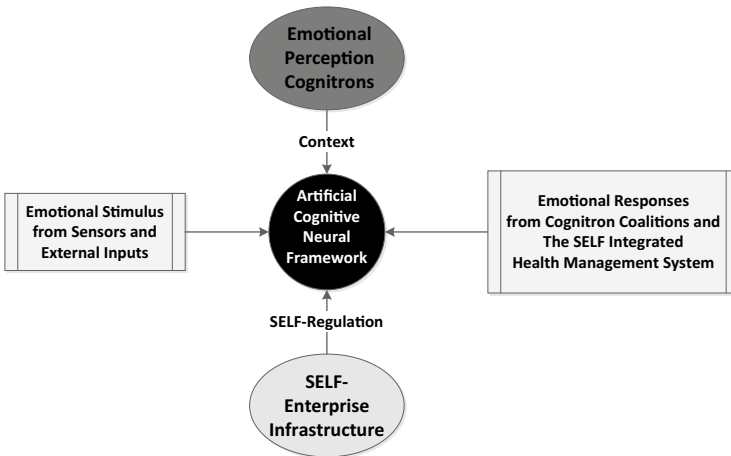 Emotional
Perception
Cognitrons
Context
Emotional Stimulus
from Sensors and
External Inputs
Artificial
Cognitive
Neural
Framework
Emotional Responses
from Cognitron Coalitions and
The SELF Integrated
Health Management System
SELF-Regulation
SELF-
Enterprise
Infrastructure